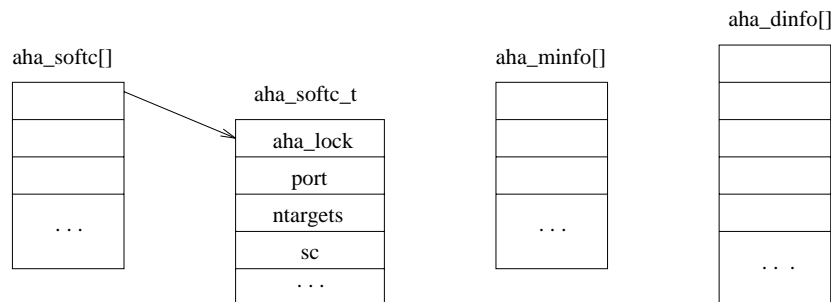 aha_softc[]
. . .
aha_softc_t
aha_lock
port
ntargets
sc
. . .
aha_minfo[]
. . .
aha_dinfo[]
. . .